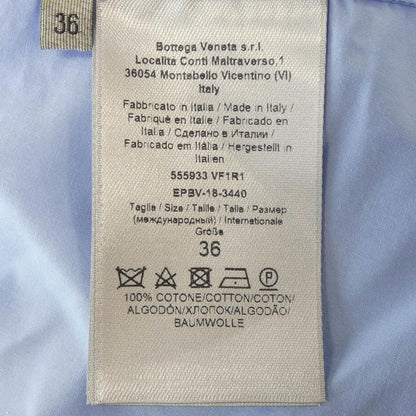 36
Bottega Veneta s.r.l.
Localita Conti Maltraverso,1
36054 Montebello Vicentino (VI)
Italy
Fabbricato in Italia / Made in Italy /
Fabriqué en Italie / Fabricado en
Italia / Сделано в Италии /
Fabricado em Itália / Hergestellt in
Italien
555933 VF1R1
EPBV-18-3440
Taglia / Size / Taille / Talla / Размер
(международный) / Internationale
Größe
36
P
100% COTONE/COTTON/COTON/
ALGODÓN/ХЛОПОК/ALGODÃO/
BAUMWOLLE